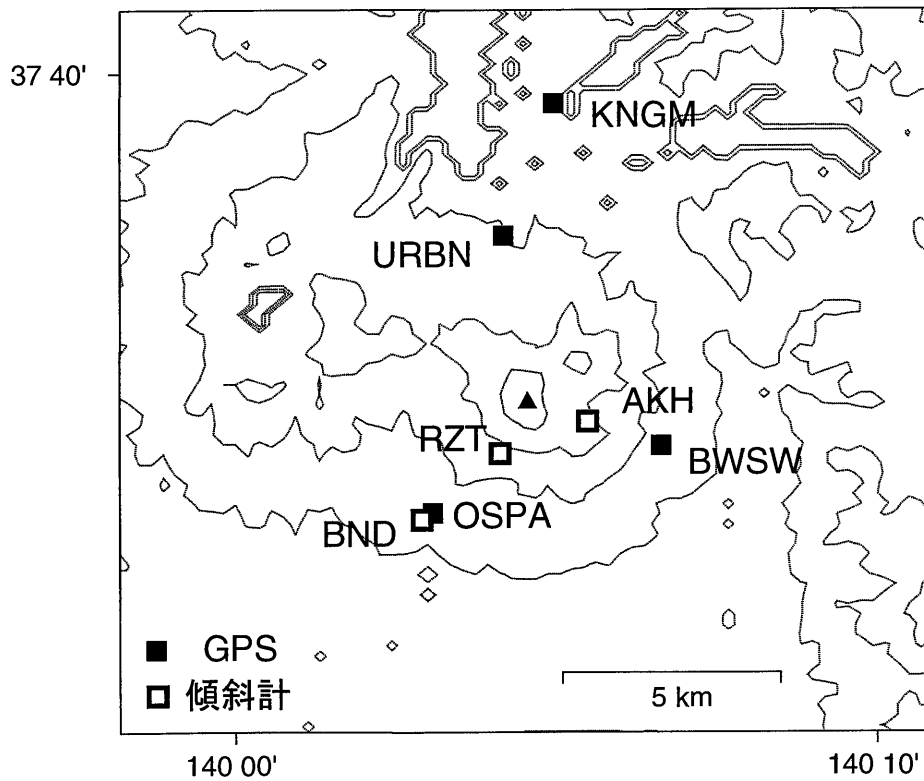 37 40'
KNGM
URBN
AKH
RZT
BWSW
OSPA
BND
GPS
傾斜計
5 km
140 00'
140 10'